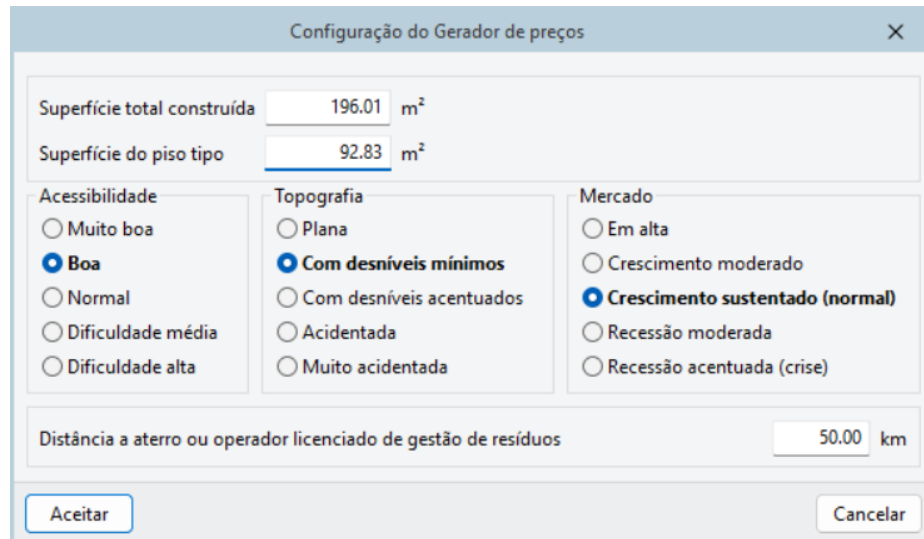 Configuração do Gerador de preços
Superfície total construída 196.01 m²
Superfície do piso tipo 92.83 m²
Acessibilidade
Muito boa
Boa
Normal
Dificuldade média
Dificuldade alta
Topografia
Plana
Com desníveis mínimos
Com desníveis acentuados
Acidentada
Muito acidentada
Mercado
Em alta
Crescimento moderado
Crescimento sustentado (normal)
Recessão moderada
Recessão acentuada (crise)
Distância a aterro ou operador licenciado de gestão de resíduos 50.00 km
Aceitar
Cancelar